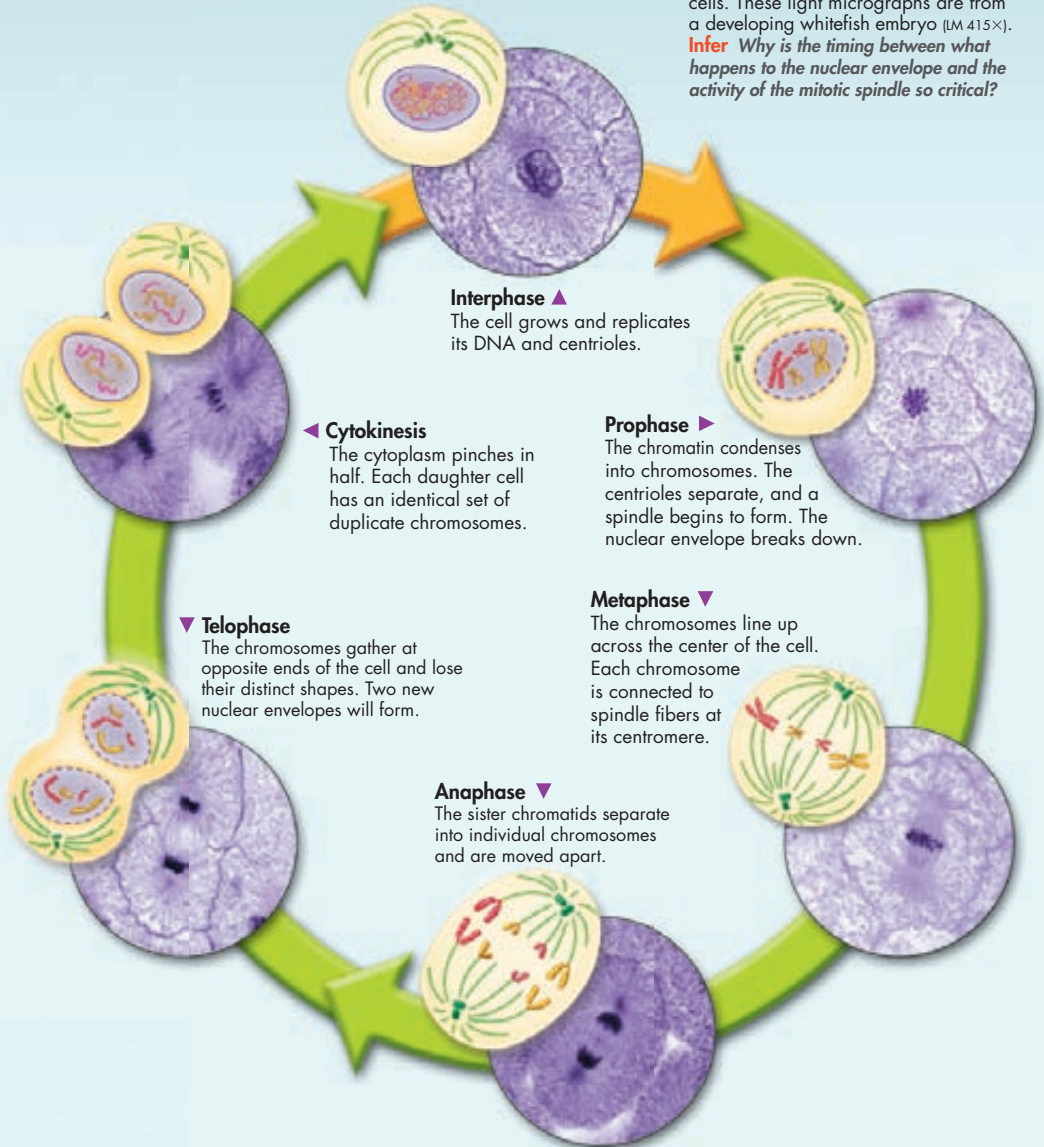 cells. These light micrographs are from
a developing whitefish embryo (LM 415×).
Infer Why is the timing between what
happens to the nuclear envelope and the
activity of the mitotic spindle so critical?
Interphase ▲
The cell grows and replicates
its DNA and centrioles.
Prophase ►
The chromatin condenses
into chromosomes. The
centrioles separate, and a
spindle begins to form. The
nuclear envelope breaks down.
Metaphase ▼
The chromosomes line up
across the center of the cell.
Each chromosome
is connected to
spindle fibers at
its centromere.
Anaphase ▼
The sister chromatids separate
into individual chromosomes
and are moved apart.
▼ Telophase
The chromosomes gather at
opposite ends of the cell and lose
their distinct shapes. Two new
nuclear envelopes will form.
◄ Cytokinesis
The cytoplasm pinches in
half. Each daughter cell
has an identical set of
duplicate chromosomes.